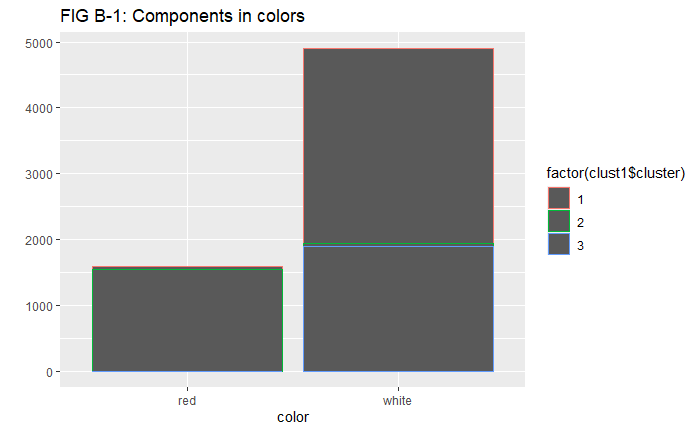 FIG B-1: Components in colors
5000
4000
3000
2000
1000
0
red white
color
factor(clust1$cluster)
1
2
3